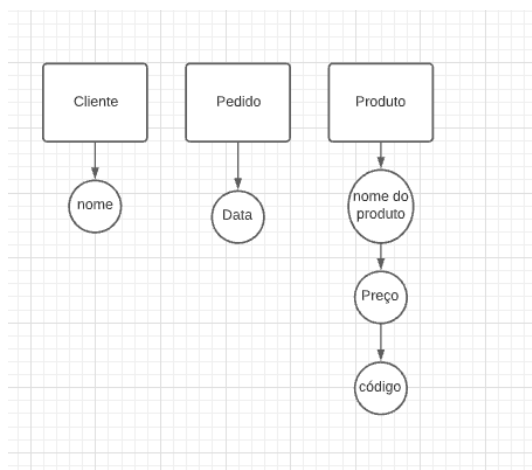 Cliente
Pedido
Produto
nome
Data
nome do
produto
Preço
código